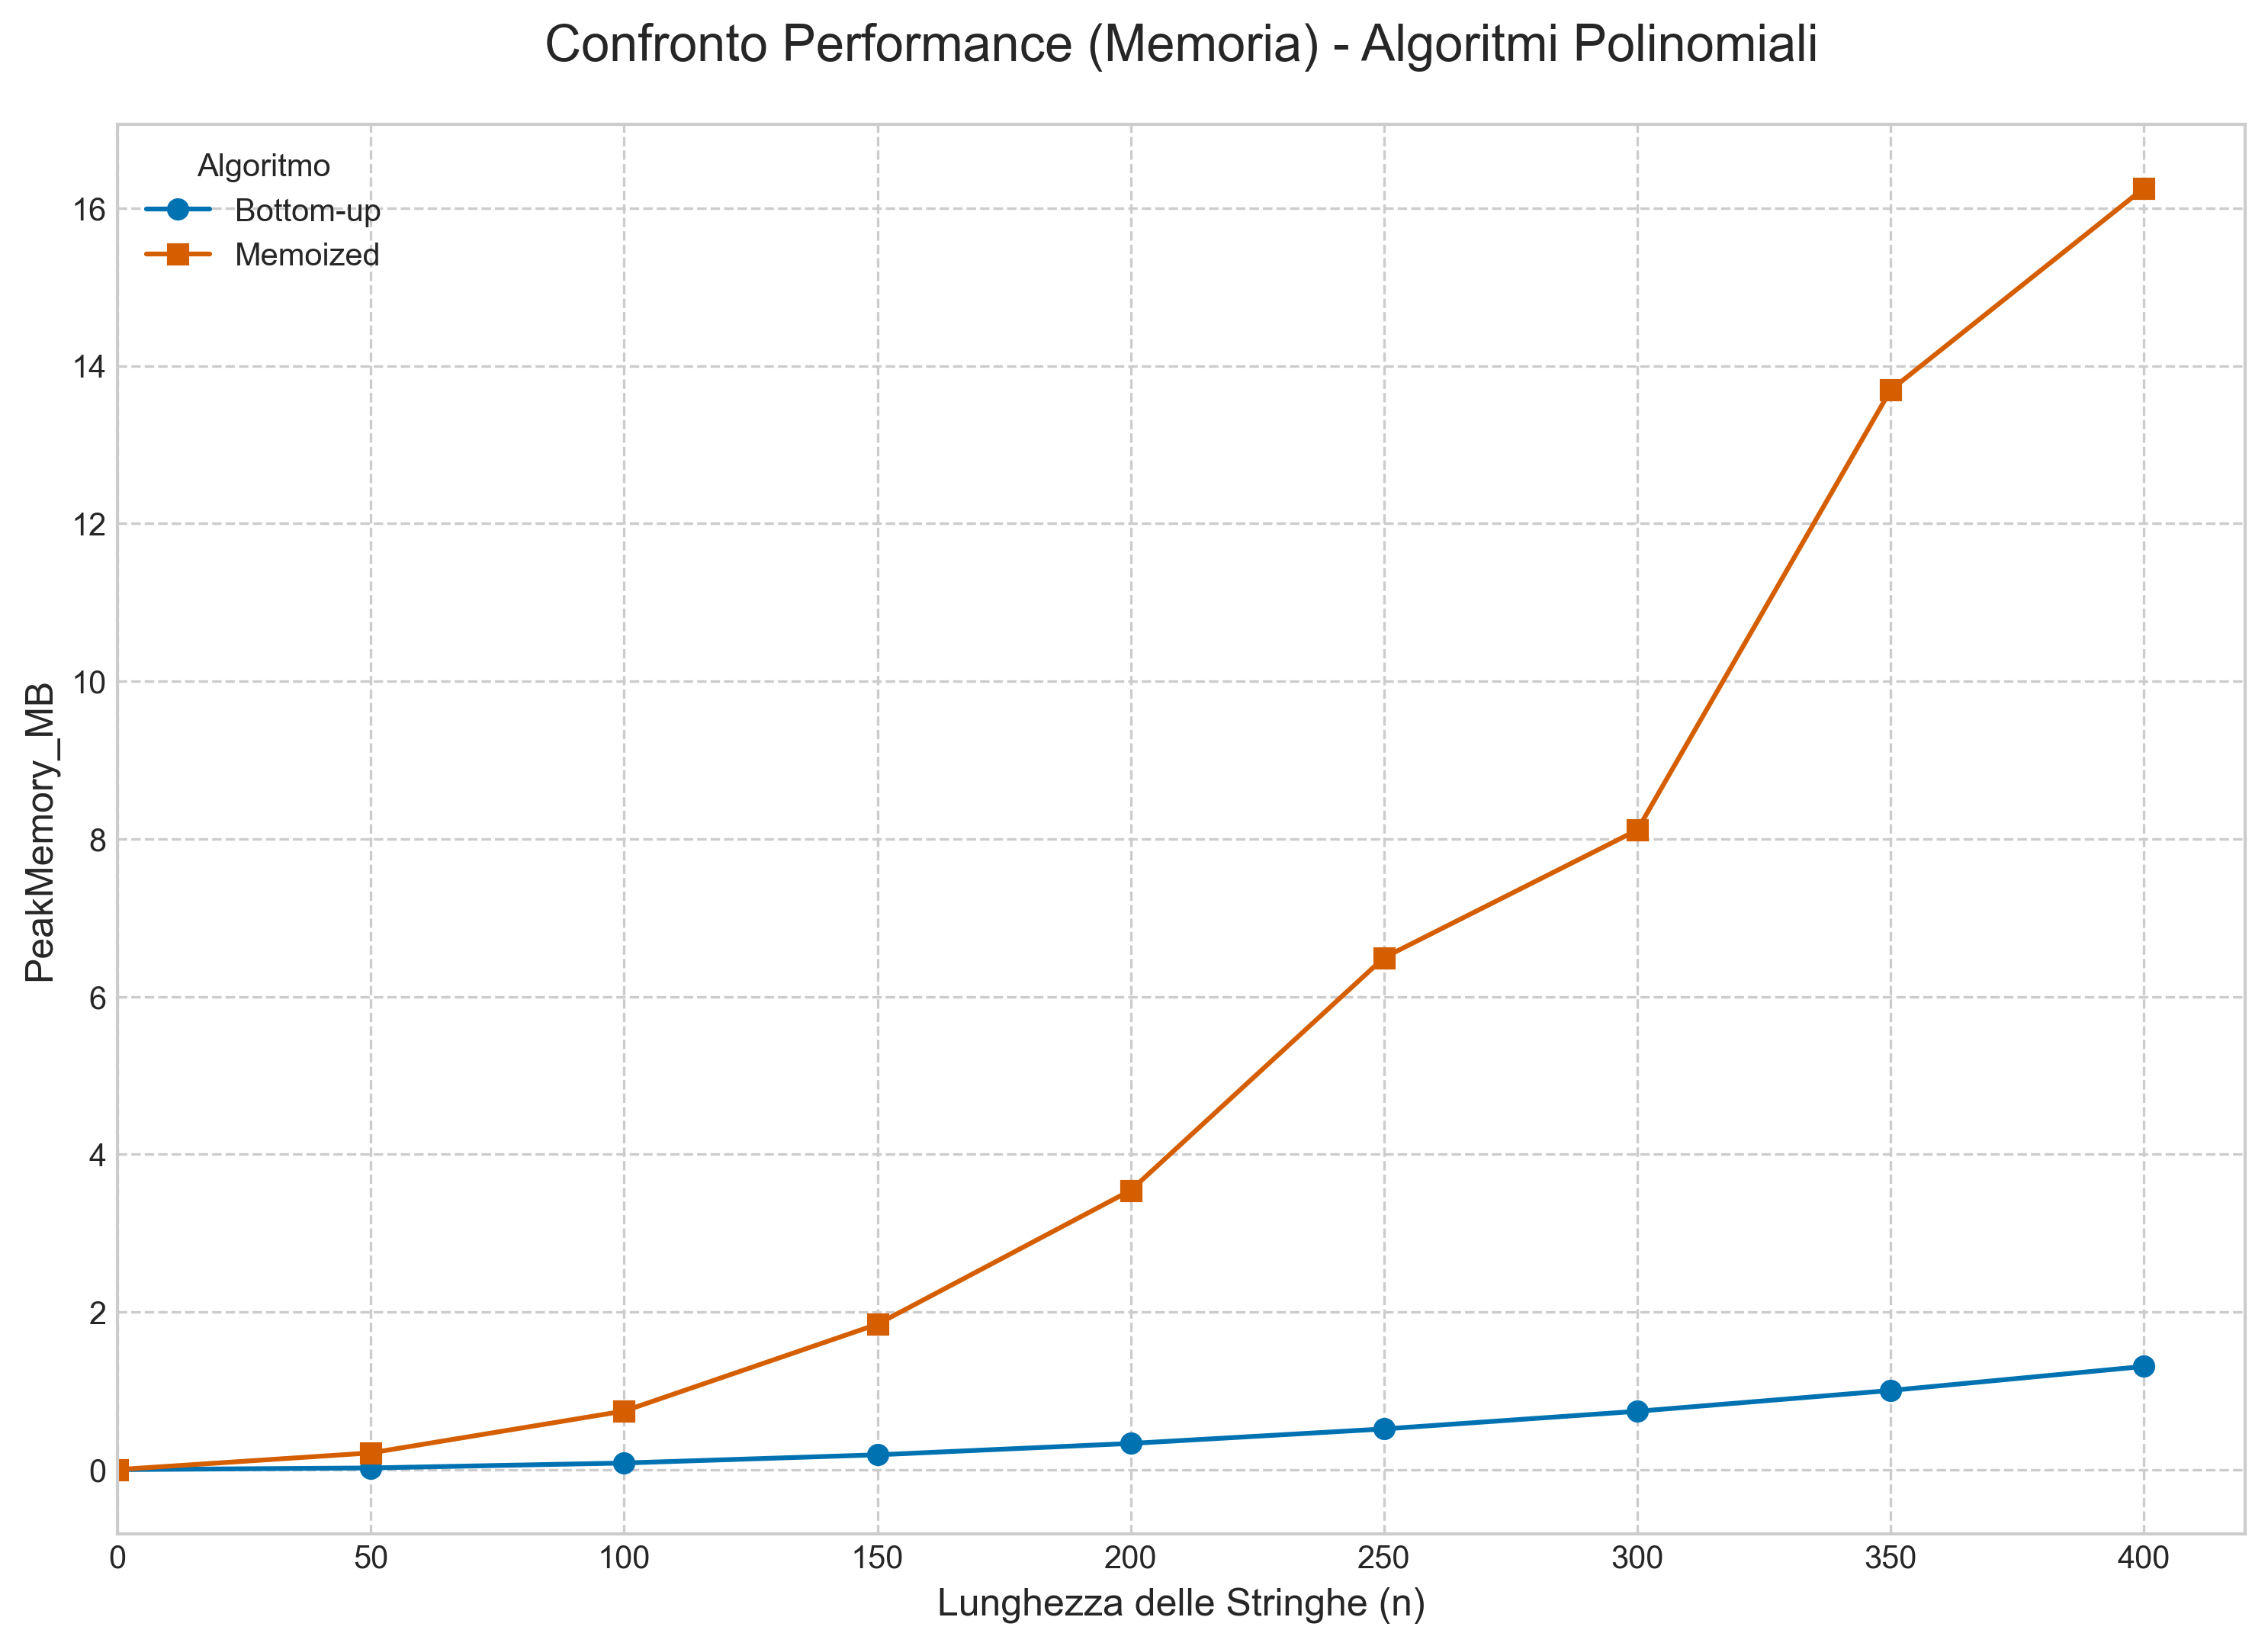 Confronto Performance (Memoria) - Algoritmi Polinomiali
Algoritmo
Bottom-up
Memoized
16
14
12
10
8
6
4
2
0
PeakMemory_MB
0 50 100 150 200 250 300 350 400
Lunghezza delle Stringhe (n)